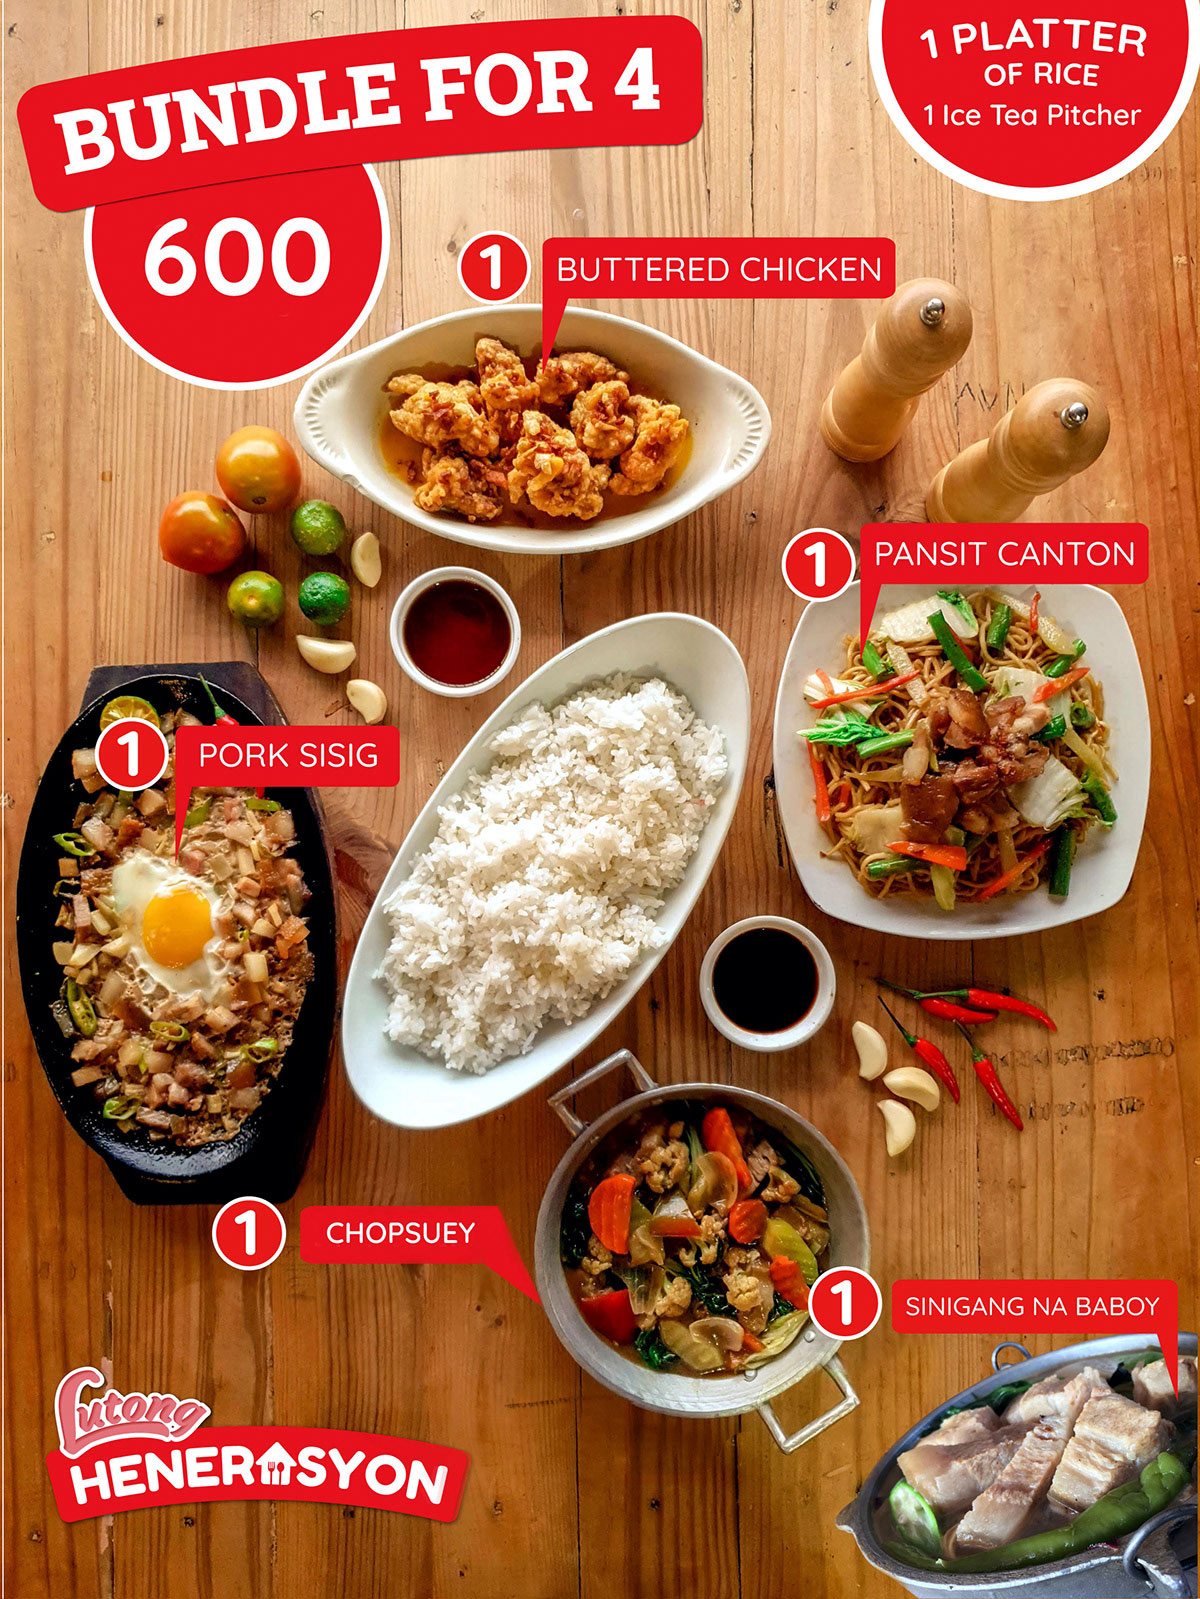 BUNDLE FOR 4
600
1 PLATTER
OF RICE
1 Ice Tea Pitcher
1 BUTTERED CHICKEN
1 PANSIT CANTON
1 PORK SISIG
1 CHOPSUEY
1 SINIGANG NA BABOY
Lutong
HENERASYON